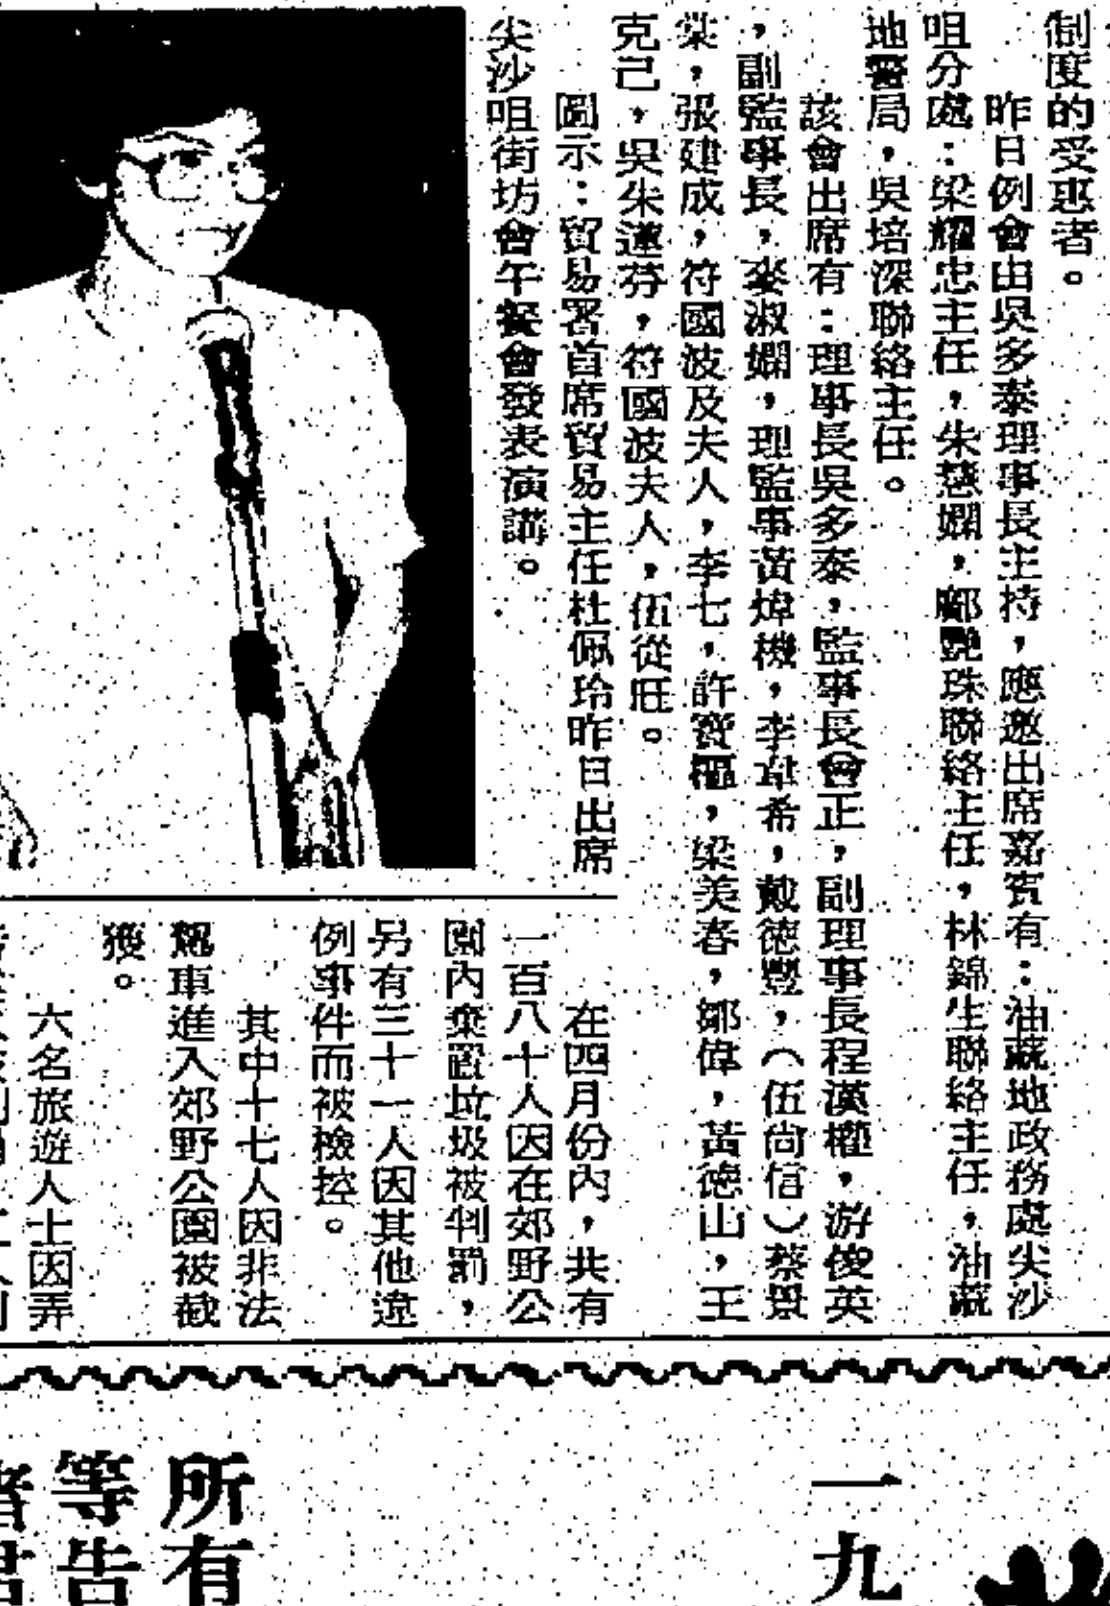 制度的受惠者。
昨日例會由吳多泰理事長主持，應邀出席嘉賓有：油蔴地政務處尖沙
咀分處：梁耀忠主任，朱慧嫻，鄺艷珠聯絡主任，林錦生聯絡主任，油蔴
地警局，吳培深聯絡主任。
該會出席有：理事長吳多泰，監事長曾正，副理事長程漢權，游俊英
，副監事長，麥淑嫻，理監事黃煒機，李卓希，戴德豐，（伍尚信）蔡景
棠，張建成，符國波及夫人，李七，許寶樞，梁美春，鄒偉，黃德山，王
克己，吳朱蓮芬，符國波夫人，伍從旺。
圖示：貿易署首席貿易主任杜佩玲昨日出席
尖沙咀街坊會午餐會發表演講。
在四月份內，共有
一百八十人因在郊野公
園內棄置垃圾被判罰，
另有三十一人因其他違
例事件而被檢控。
其中十七人因非法
駕車進入郊野公園被截
獲。
六名旅遊人士因弄
一九
所有
等告